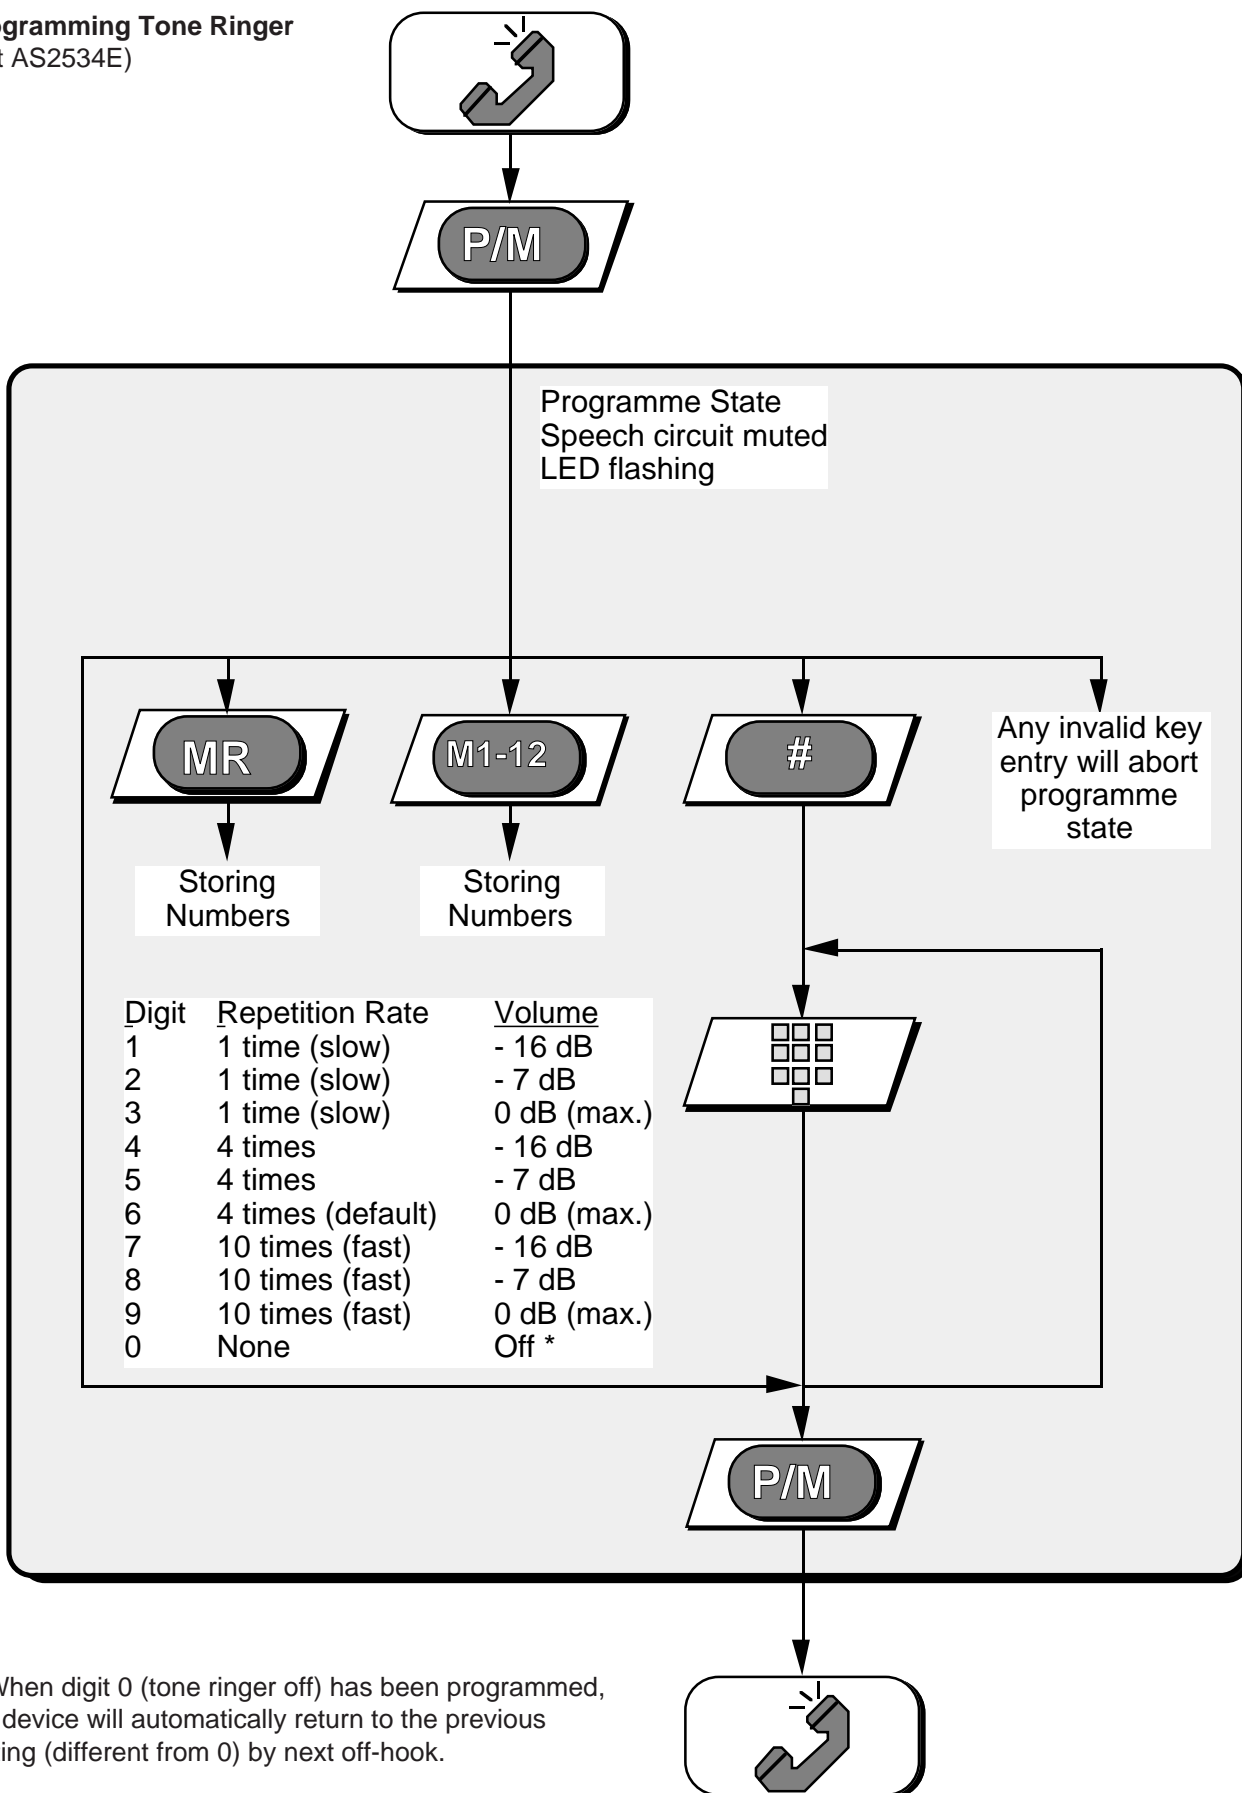 ogramming Tone Ringer
t AS2534E)
P/M
Programme State
Speech circuit muted
LED flashing
MR
M1-12
#
Any invalid key
entry will abort
programme
state
Storing
Numbers
Storing
Numbers
Digit Repetition Rate Volume
1 1 time (slow) - 16 dB
2 1 time (slow) - 7 dB
3 1 time (slow) 0 dB (max.)
4 4 times - 16 dB
5 4 times - 7 dB
6 4 times (default) 0 dB (max.)
7 10 times (fast) - 16 dB
8 10 times (fast) - 7 dB
9 10 times (fast) 0 dB (max.)
0 None Off *
P/M
When digit 0 (tone ringer off) has been programmed,
device will automatically return to the previous
ing (different from 0) by next off-hook.